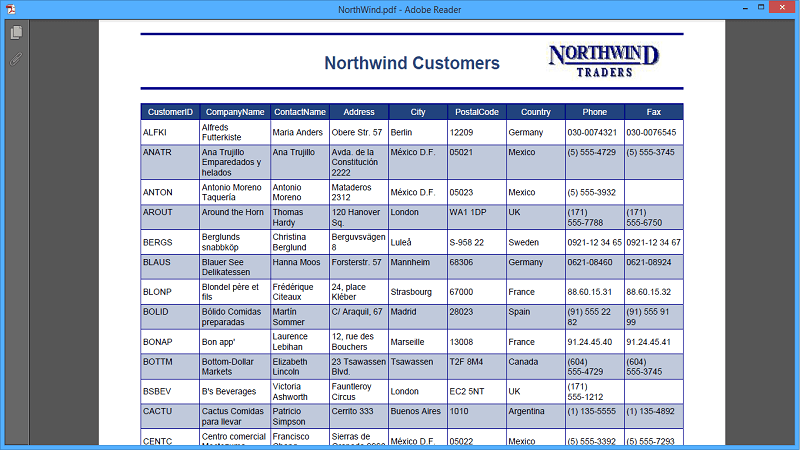 NorthWind.pdf - Adobe Reader
Northwind Customers
NORTHWIND
TRADERS
CustomerID CompanyName ContactName Address City PostalCode Country Phone Fax
ALFKI Alfreds Futterkiste Maria Anders Obere Str. 57 Berlin 12209 Germany 030-0074321 030-0076545
ANATR Ana Trujillo Emparedados y helados Ana Trujillo Avda. de la Constitución 2222 México D.F. 05021 Mexico (5) 555-4729 (5) 555-3745
ANTON Antonio Moreno Taquería Antonio Moreno Mataderos 2312 México D.F. 05023 Mexico (5) 555-3932
AROUT Around the Horn Thomas Hardy 120 Hanover Sq. London WA1 1DP UK (171) 555-7788 (171) 555-6750
BERGS Berglunds snabbköp Christina Berglund Berguvsvägen 8 Luleå S-958 22 Sweden 0921-12 34 65 0921-12 34 67
BLAUS Blauer See Delikatessen Hanna Moos Forsterstr. 57 Mannheim 68306 Germany 0621-08460 0621-08924
BLONP Blondel père et fils Frédérique Citeaux 24, place Kléber Strasbourg 67000 France 88.60.15.31 88.60.15.32
BOLID Bólido Comidas preparadas Martín Sommer C/ Araquil, 67 Madrid 28023 Spain (91) 555 22 82 (91) 555 91 99
BONAP Bon app' Laurence Lebihan 12, rue des Bouchers Marseille 13008 France 91.24.45.40 91.24.45.41
BOTTM Bottom-Dollar Markets Elizabeth Lincoln 23 Tsawassen Blvd. Tsawassen T2F 8M4 Canada (604) 555-4729 (604) 555-3745
BSBEV B's Beverages Victoria Ashworth Fauntleroy Circus London EC2 5NT UK (171) 555-1212
CACTU Cactus Comidas para llevar Patricio Simpson Cerrito 333 Buenos Aires 1010 Argentina (1) 135-5555 (1) 135-4892
CENTC Centro comercial Francisco Sierras de México D.F. 05022 Mexico (5) 555-3392 (5) 555-7293